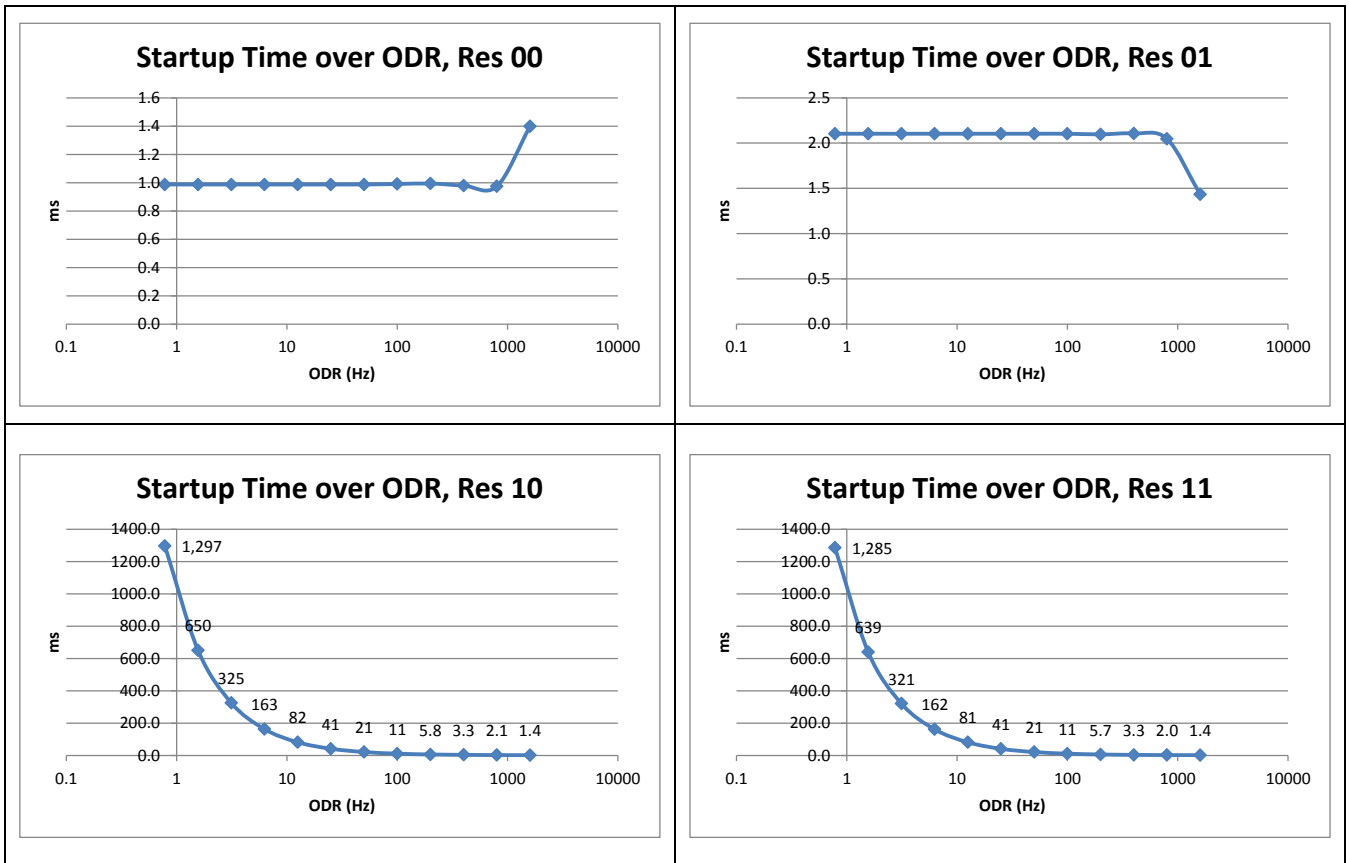 Startup Time over ODR, Res 00
1.6
1.4
1.2
1.0
0.8
0.6
0.4
0.2
0.0
ms
0.1 1 10 100 1000 10000
ODR (Hz)
Startup Time over ODR, Res 01
2.5
2.0
1.5
1.0
0.5
0.0
ms
0.1 1 10 100 1000 10000
ODR (Hz)
Startup Time over ODR, Res 10
1400.0
1200.0
1000.0
800.0
600.0
400.0
200.0
0.0
ms
1,297
650
325
163
82 41 21 11 5.8 3.3 2.1 1.4
0.1 1 10 100 1000 10000
ODR (Hz)
Startup Time over ODR, Res 11
1400.0
1200.0
1000.0
800.0
600.0
400.0
200.0
0.0
ms
1,285
639
321
162
81 41 21 11 5.7 3.3 2.0 1.4
0.1 1 10 100 1000 10000
ODR (Hz)